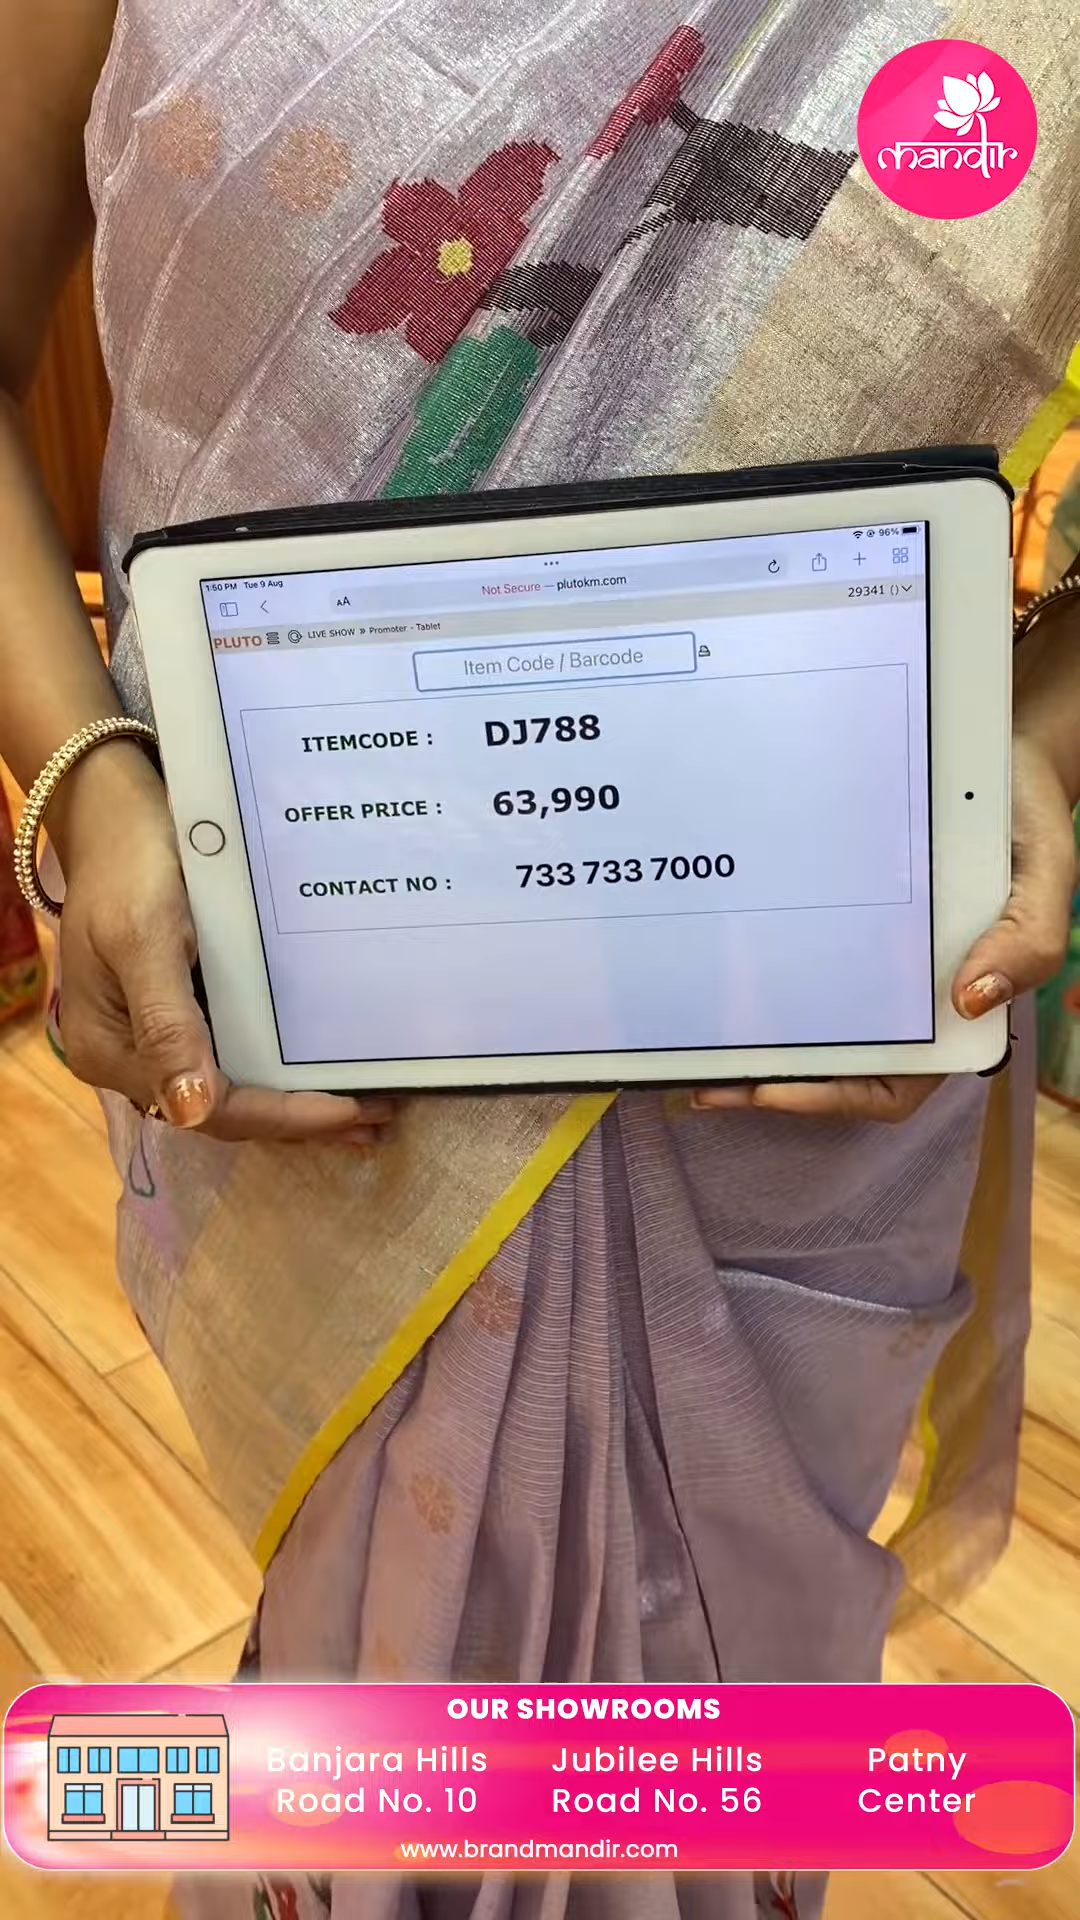 mandir
1:50 PM Tue 9 Aug
96%
AA
Not Secure — plutokm.com
29341 ()
PLUTO
LIVE SHOW » Promoter - Tablet
Item Code / Barcode
ITEMCODE : DJ788
OFFER PRICE : 63,990
CONTACT NO : 733 733 7000
OUR SHOWROOMS
Banjara Hills
Road No. 10
Jubilee Hills
Road No. 56
Patny
Center
www.brandmandir.com